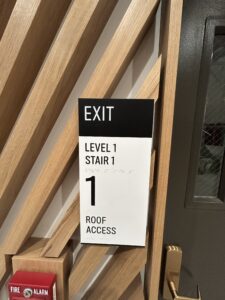 EXIT
LEVEL 1
STAIR 1
1
ROOF
ACCESS
FIRE ALARM